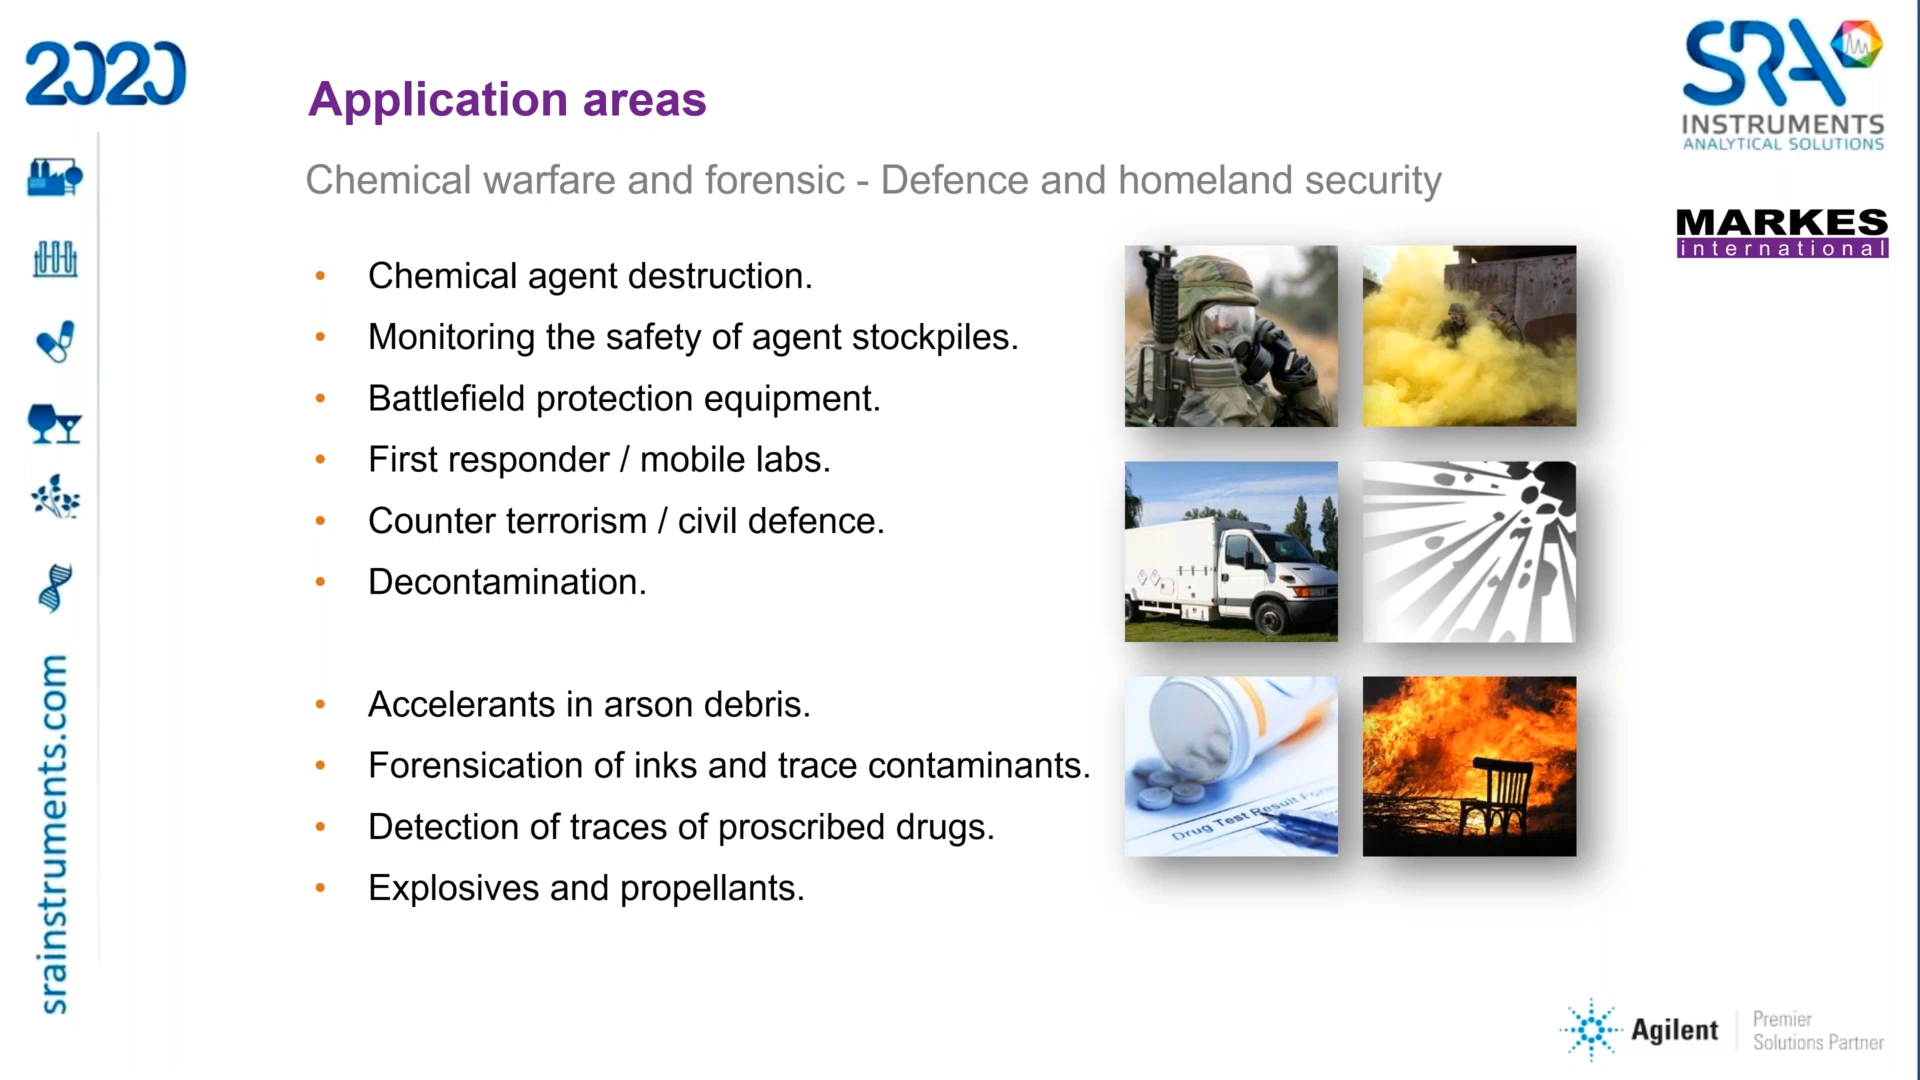 2020
SRA
INSTRUMENTS
ANALYTICAL SOLUTIONS
MARKES
international
Application areas
Chemical warfare and forensic - Defence and homeland security
• Chemical agent destruction.
• Monitoring the safety of agent stockpiles.
• Battlefield protection equipment.
• First responder / mobile labs.
• Counter terrorism / civil defence.
• Decontamination.
• Accelerants in arson debris.
• Forensication of inks and trace contaminants.
• Detection of traces of proscribed drugs.
• Explosives and propellants.
Drug Test Result Form
srainstruments.com
Agilent
Premier
Solutions Partner